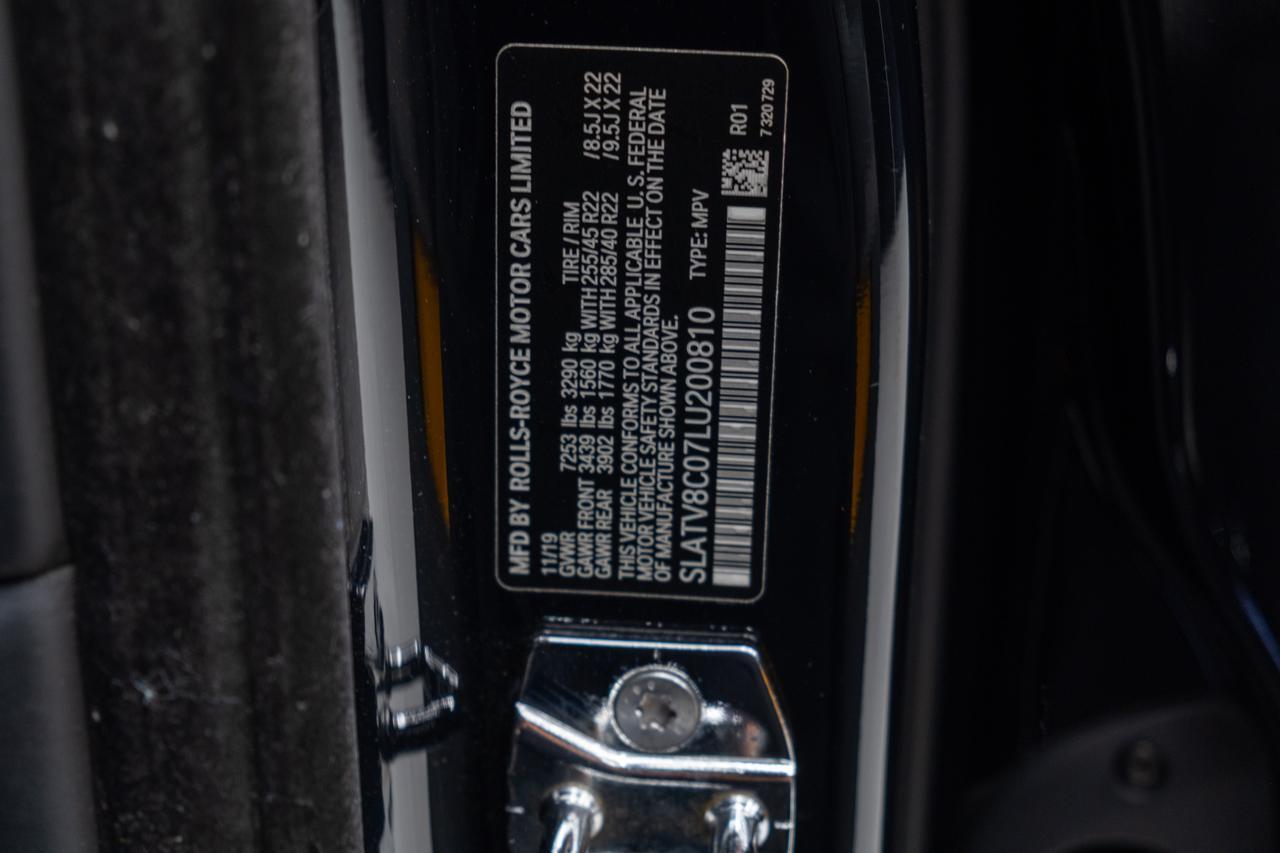 MFD BY ROLLS-ROYCE MOTOR CARS LIMITED
11/19
GVWR 7253 lbs 3290 kg TIRE / RIM
GAWR FRONT 3439 lbs 1560 kg WITH 255/45 R22 /8.5J X 22
GAWR REAR 3902 lbs 1770 kg WITH 285/40 R22 /9.5J X 22
THIS VEHICLE CONFORMS TO ALL APPLICABLE U. S. FEDERAL
MOTOR VEHICLE SAFETY STANDARDS IN EFFECT ON THE DATE
OF MANUFACTURE SHOWN ABOVE.
SLATV8C07LU200810 TYPE: MPV
R01
7 320 729